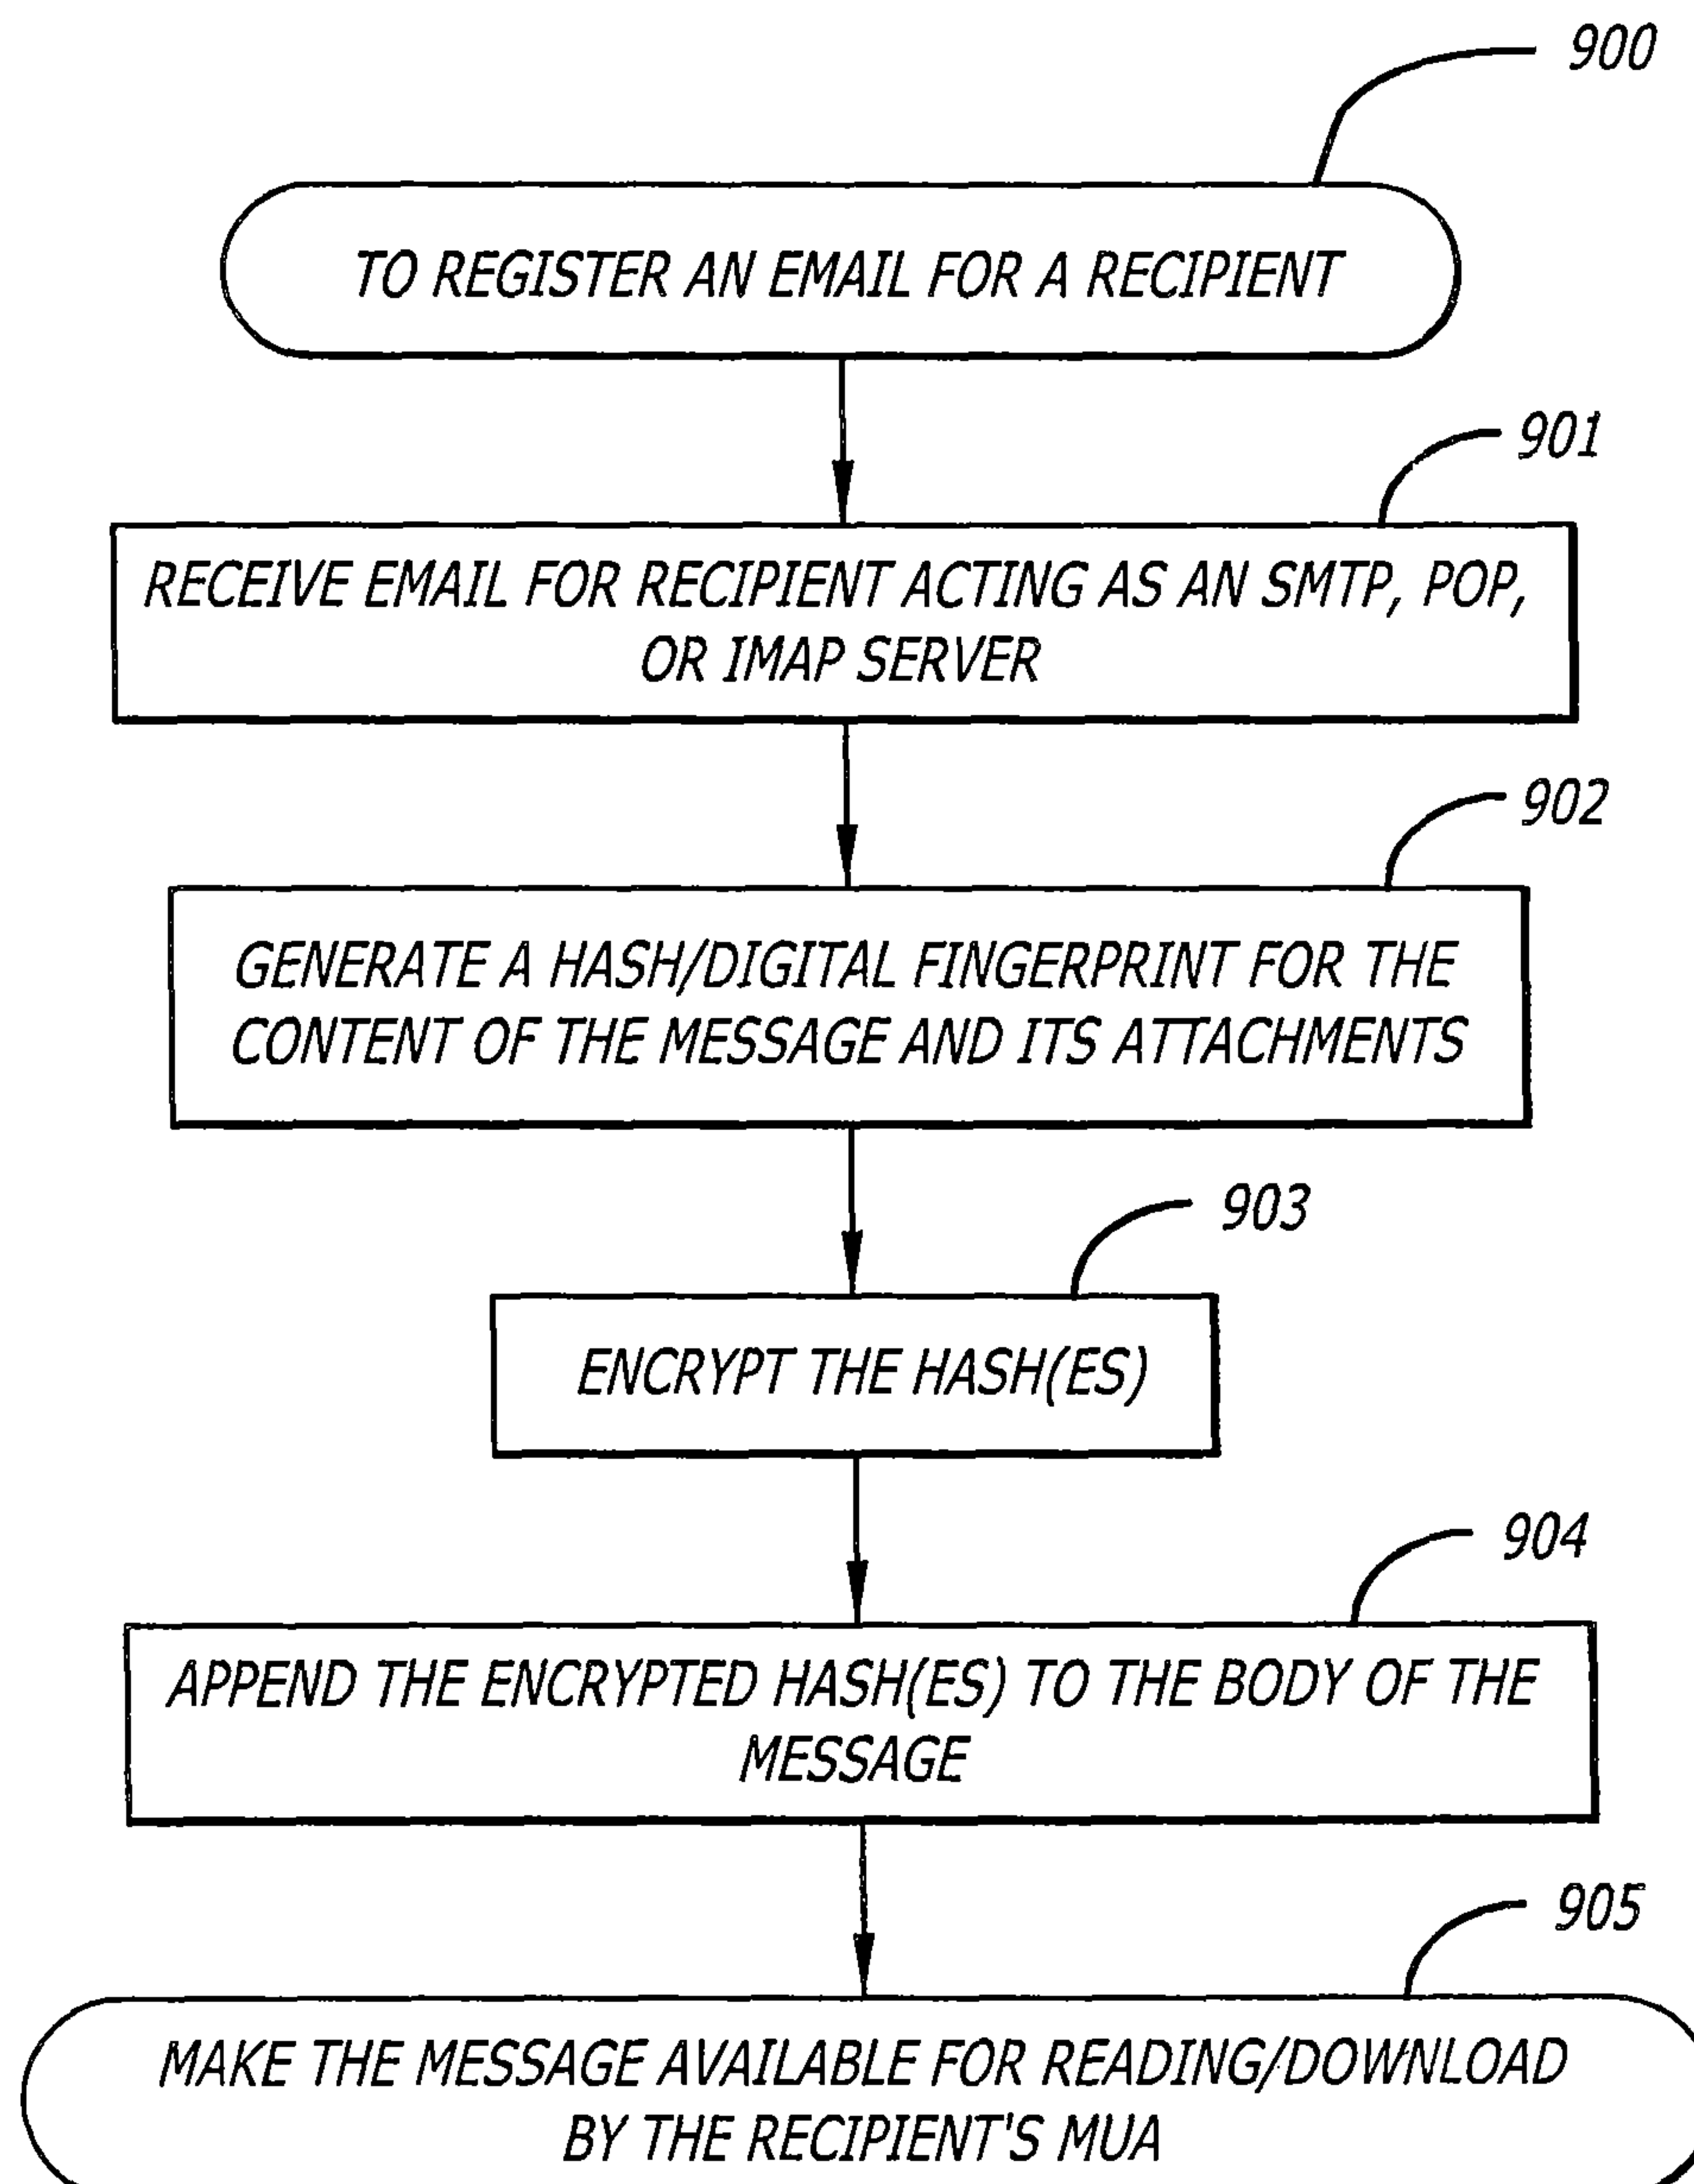 900
TO REGISTER AN EMAIL FOR A RECIPIENT
901
RECEIVE EMAIL FOR RECIPIENT ACTING AS AN SMTP, POP,
OR IMAP SERVER
902
GENERATE A HASH/DIGITAL FINGERPRINT FOR THE
CONTENT OF THE MESSAGE AND ITS ATTACHMENTS
903
ENCRYPT THE HASH(ES)
904
APPEND THE ENCRYPTED HASH(ES) TO THE BODY OF THE
MESSAGE
905
MAKE THE MESSAGE AVAILABLE FOR READING/DOWNLOAD
BY THE RECIPIENT'S MUA